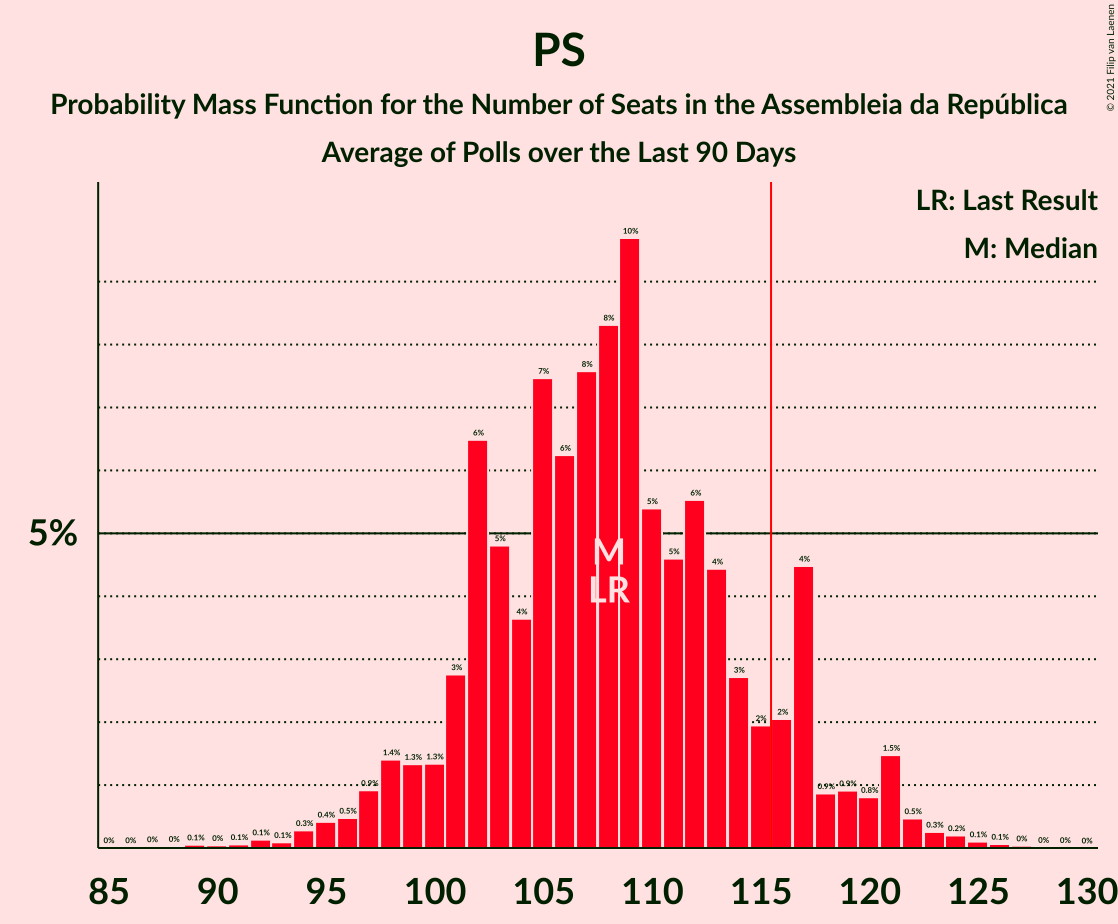 PS
Probability Mass Function for the Number of Seats in the Assembleia da República
Average of Polls over the Last 90 Days
© 2021 Filip van Laenen
LR: Last Result
M: Median
5%
0% 0% 0% 0% 0.1% 0% 0.1% 0.1% 0.1% 0.3% 0.4% 0.5% 0.9% 1.4% 1.3% 1.3% 3% 6% 5% 4% 7% 6% 8% 8% 10% 5% 5% 6% 4% 3% 2% 2% 4% 0.9% 0.9% 0.8% 1.5% 0.5% 0.3% 0.2% 0.1% 0.1% 0% 0% 0% 0%
M
LR
85 90 95 100 105 110 115 120 125 130